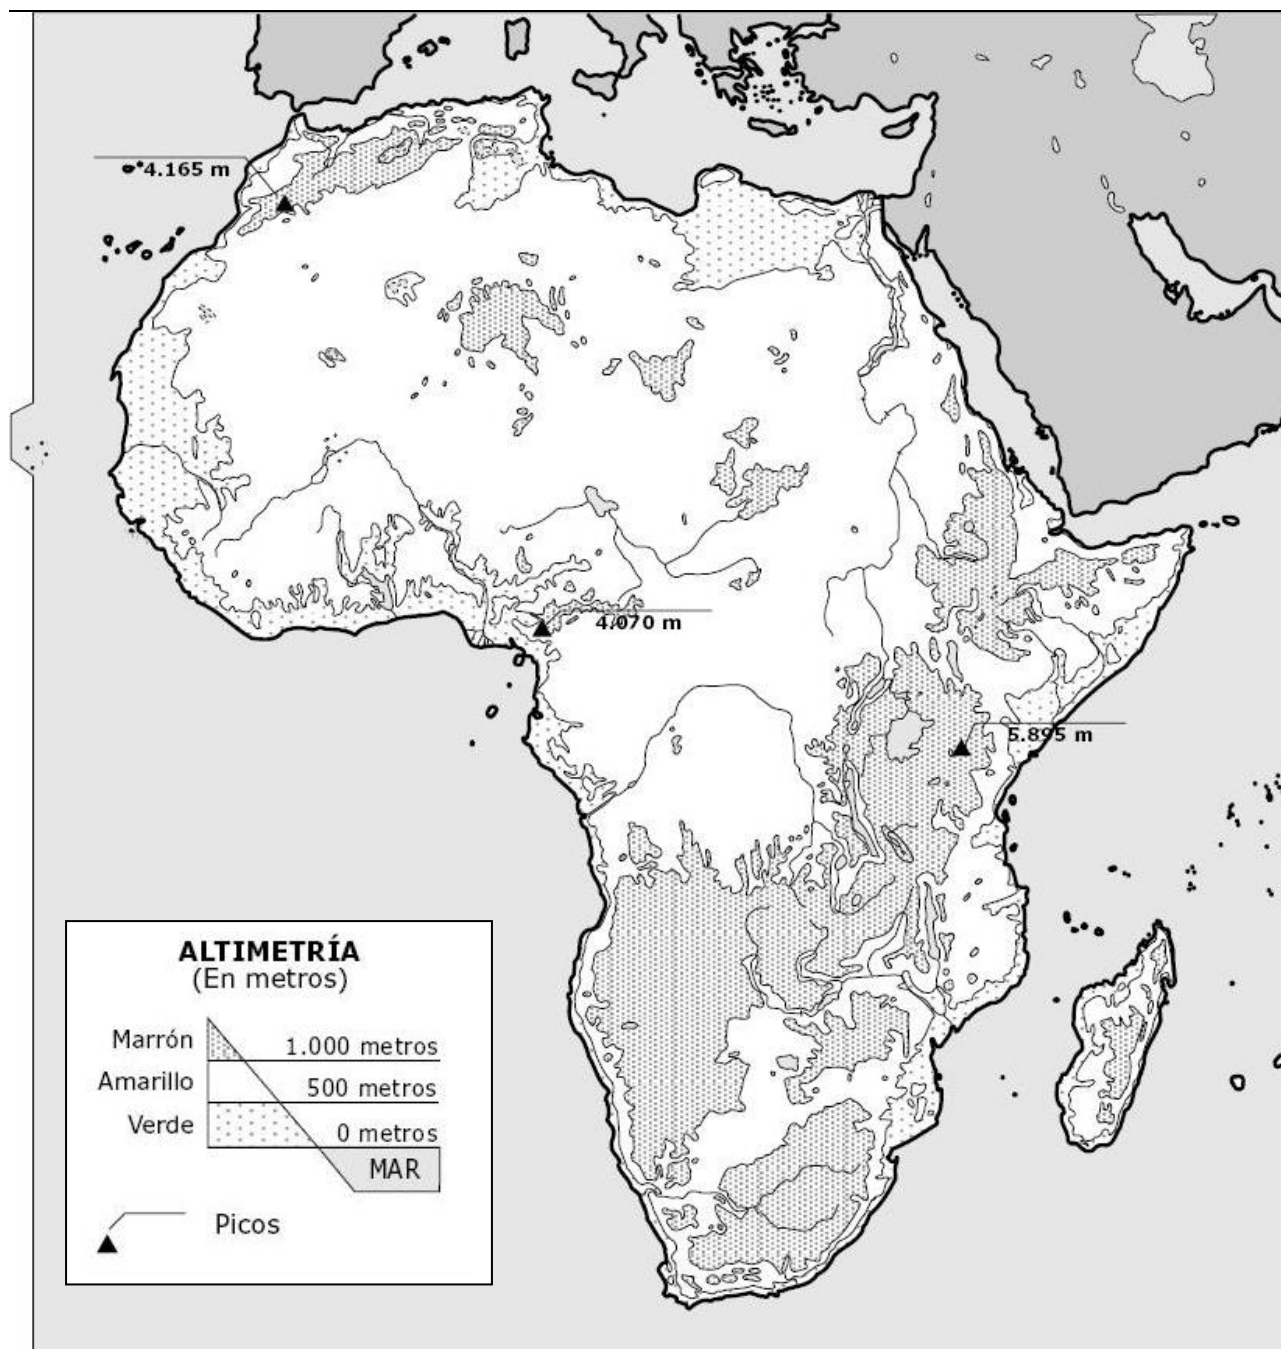 4.165 m
4.070 m
5.895 m
ALTIMETRÍA
(En metros)
Marrón
1.000 metros
Amarillo
500 metros
Verde
0 metros
MAR
Picos